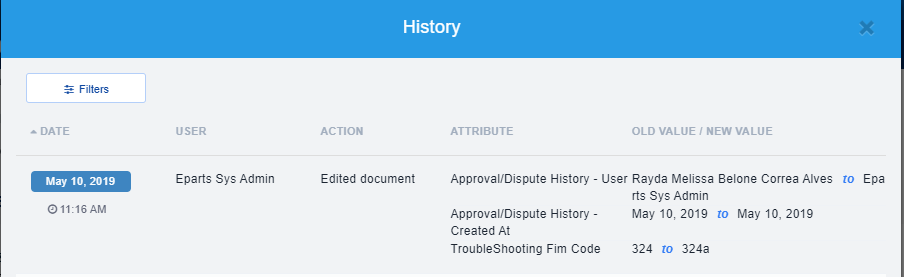 History
Filters
DATE USER ACTION ATTRIBUTE OLD VALUE / NEW VALUE
May 10, 2019 Eparts Sys Admin Edited document Approval/Dispute History - User Rayda Melissa Belone Correa Alves to Epa
rts Sys Admin
11:16 AM
Approval/Dispute History - May 10, 2019 to May 10, 2019
Created At
TroubleShooting Fim Code 324 to 324a